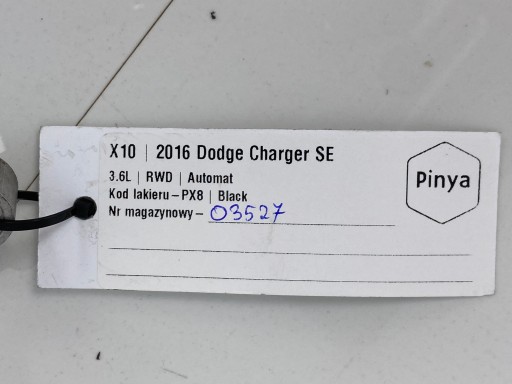 X10 | 2016 Dodge Charger SE
3.6L | RWD | Automat
Kod lakieru – PX8 | Black
Nr magazynowy – 03527
Pinya